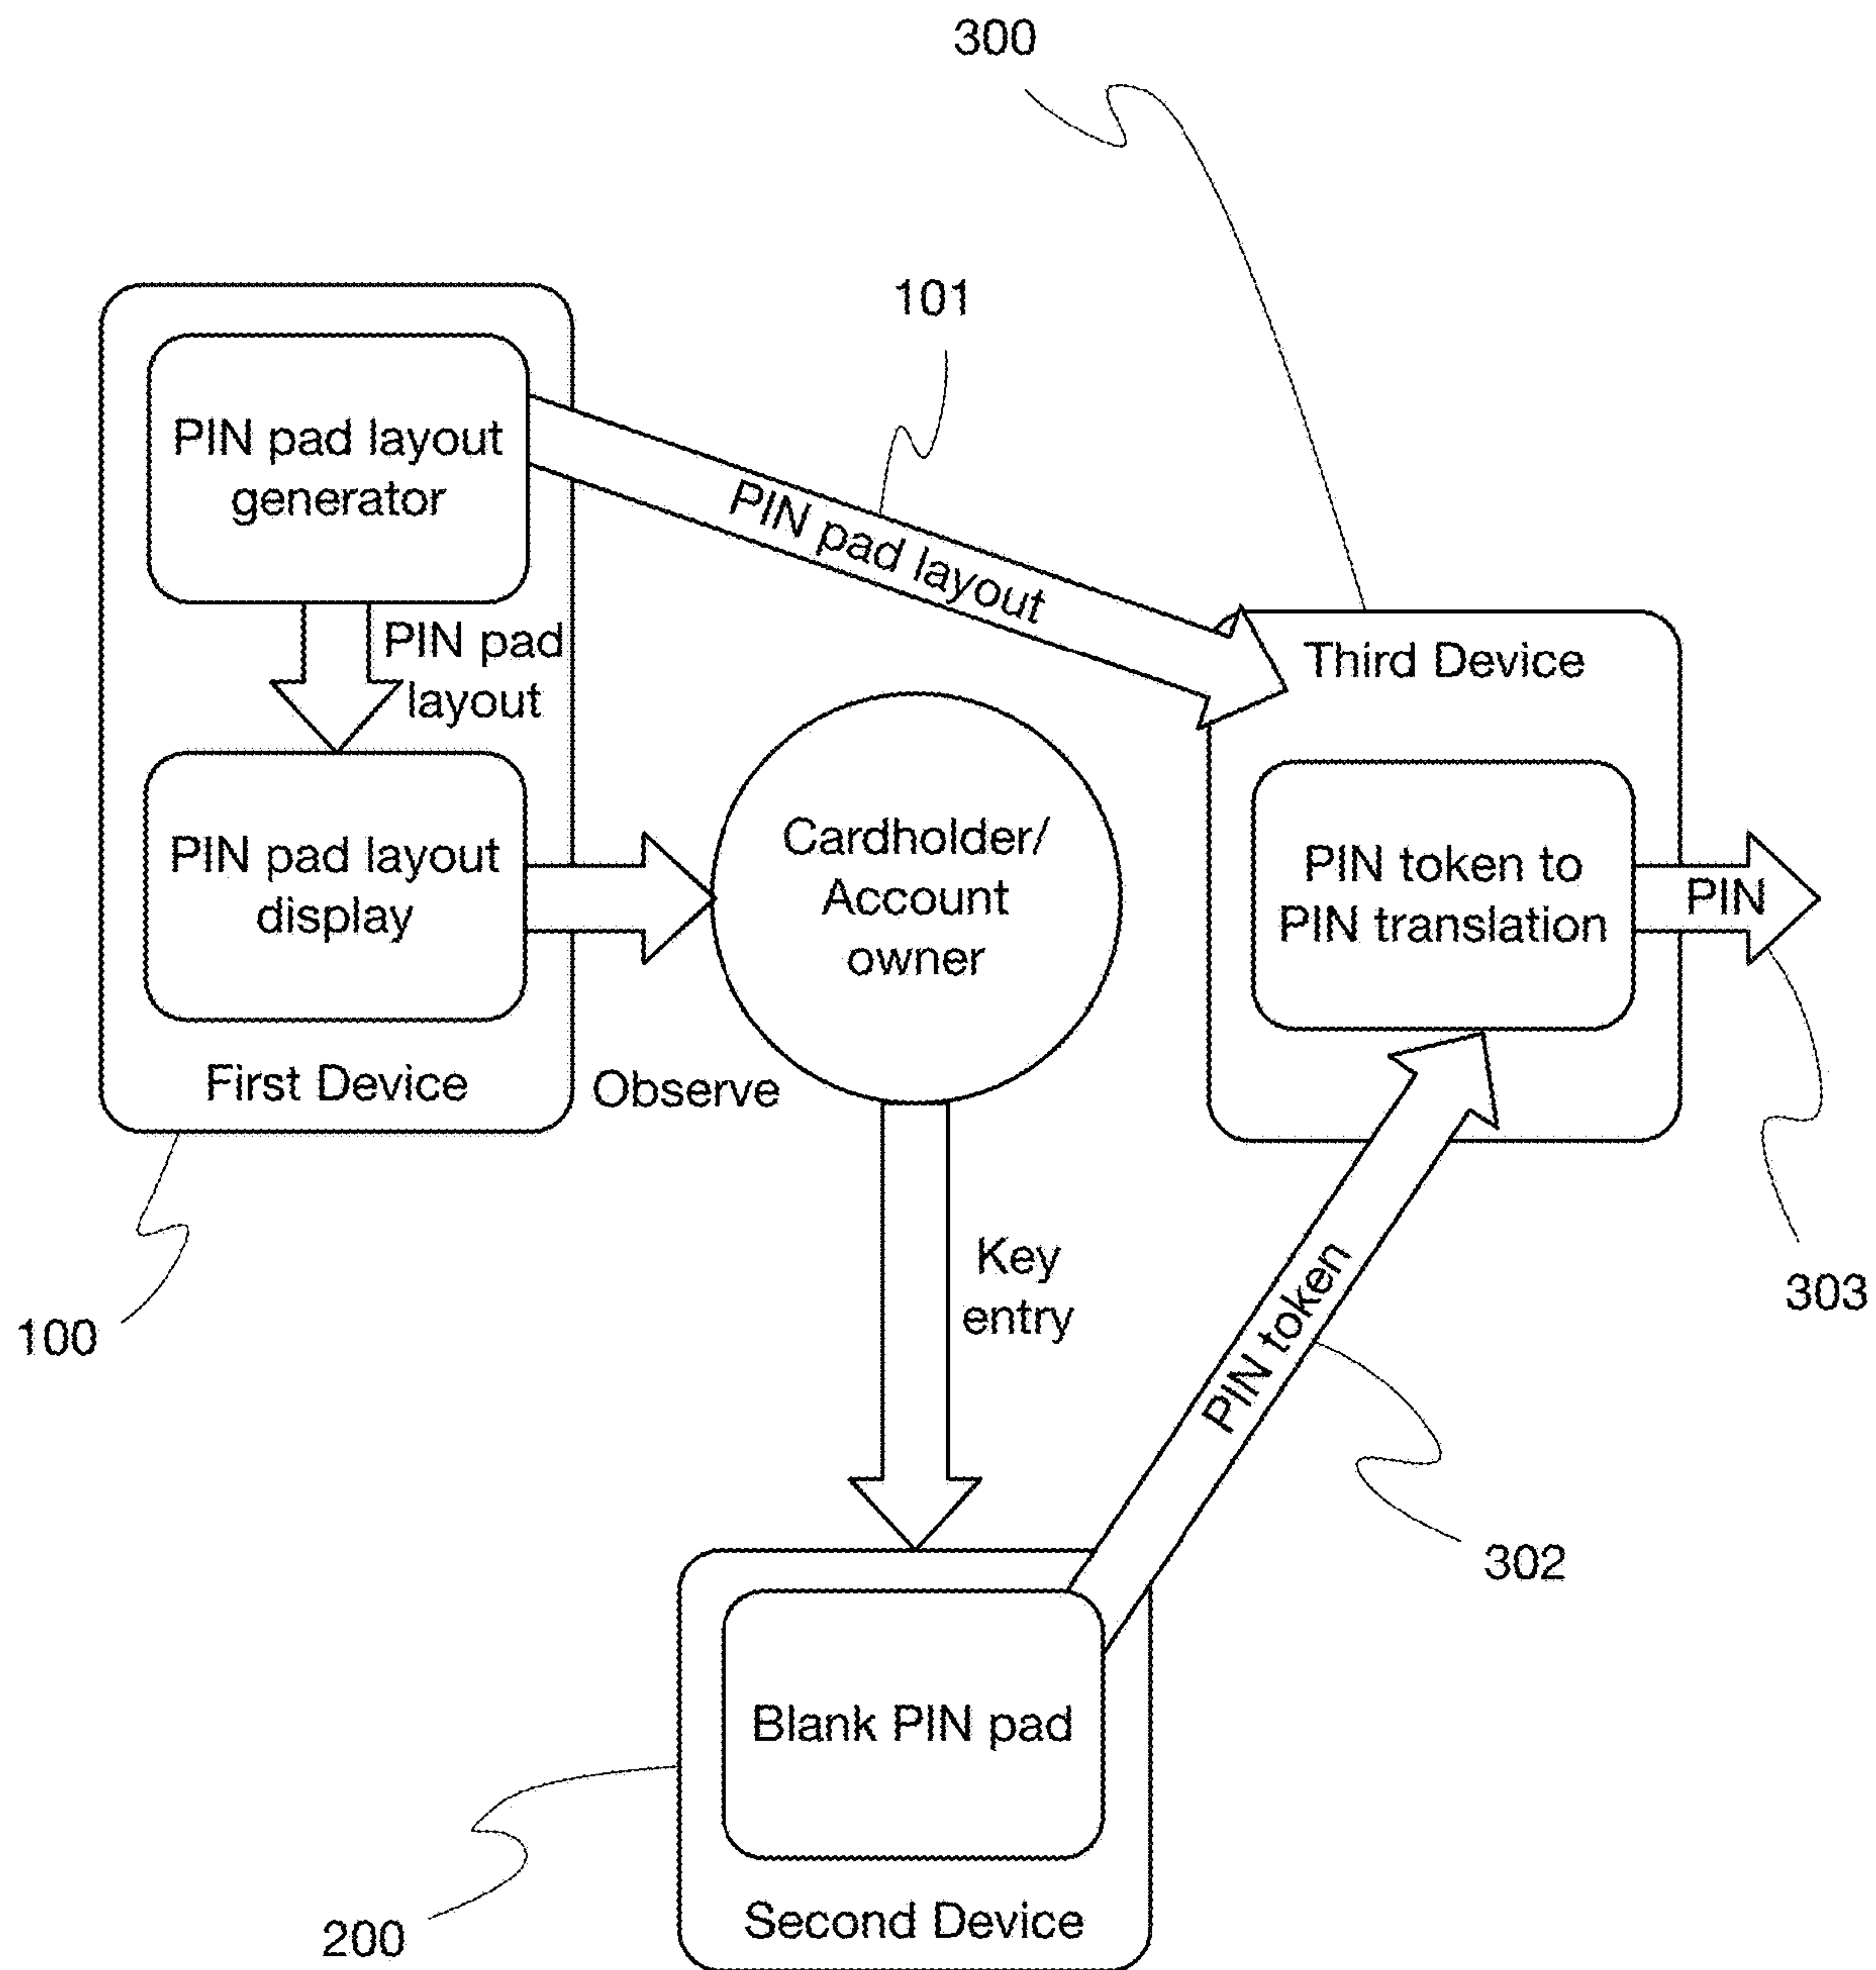 300
101
PIN pad layout
generator
PIN pad layout
PIN pad
layout
Third Device
PIN pad layout
display
Cardholder/
Account
owner
PIN token to
PIN translation
PIN
First Device
Observe
Key
entry
303
100
PIN token
302
Blank PIN pad
200
Second Device